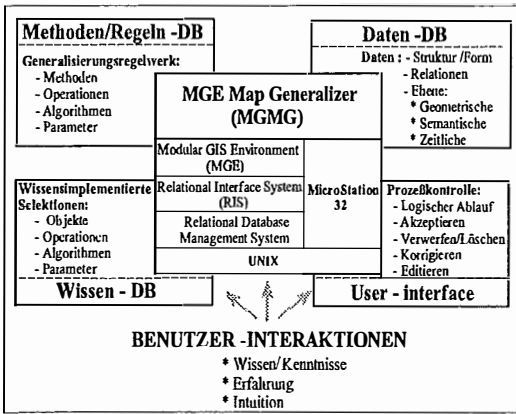 Methoden/Regeln -DB
Generalisierungsregelwerk:
- Methoden
- Operationen
- Algorithmen
- Parameter
Daten -DB
Daten : - Struktur /Form
- Relationen
- Ebene:
* Geometrische
* Semantische
* Zeitliche
MGE Map Generalizer
(MGMG)
Modular GIS Environment
(MGE)
Relational Interface System
(RIS)
Relational Database
Management System
MicroStation
32
UNIX
Wissensimplementierte
Selektionen:
- Objekte
- Operationen
- Algorithmen
- Parameter
Wissen - DB
Prozeßkontrolle:
- Logischer Ablauf
- Akzeptieren
- Verwerfen/Löschen
- Korrigieren
- Editieren
User - interface
BENUTZER -INTERAKTIONEN
* Wissen/Kenntnisse
* Erfahrung
* Intuition